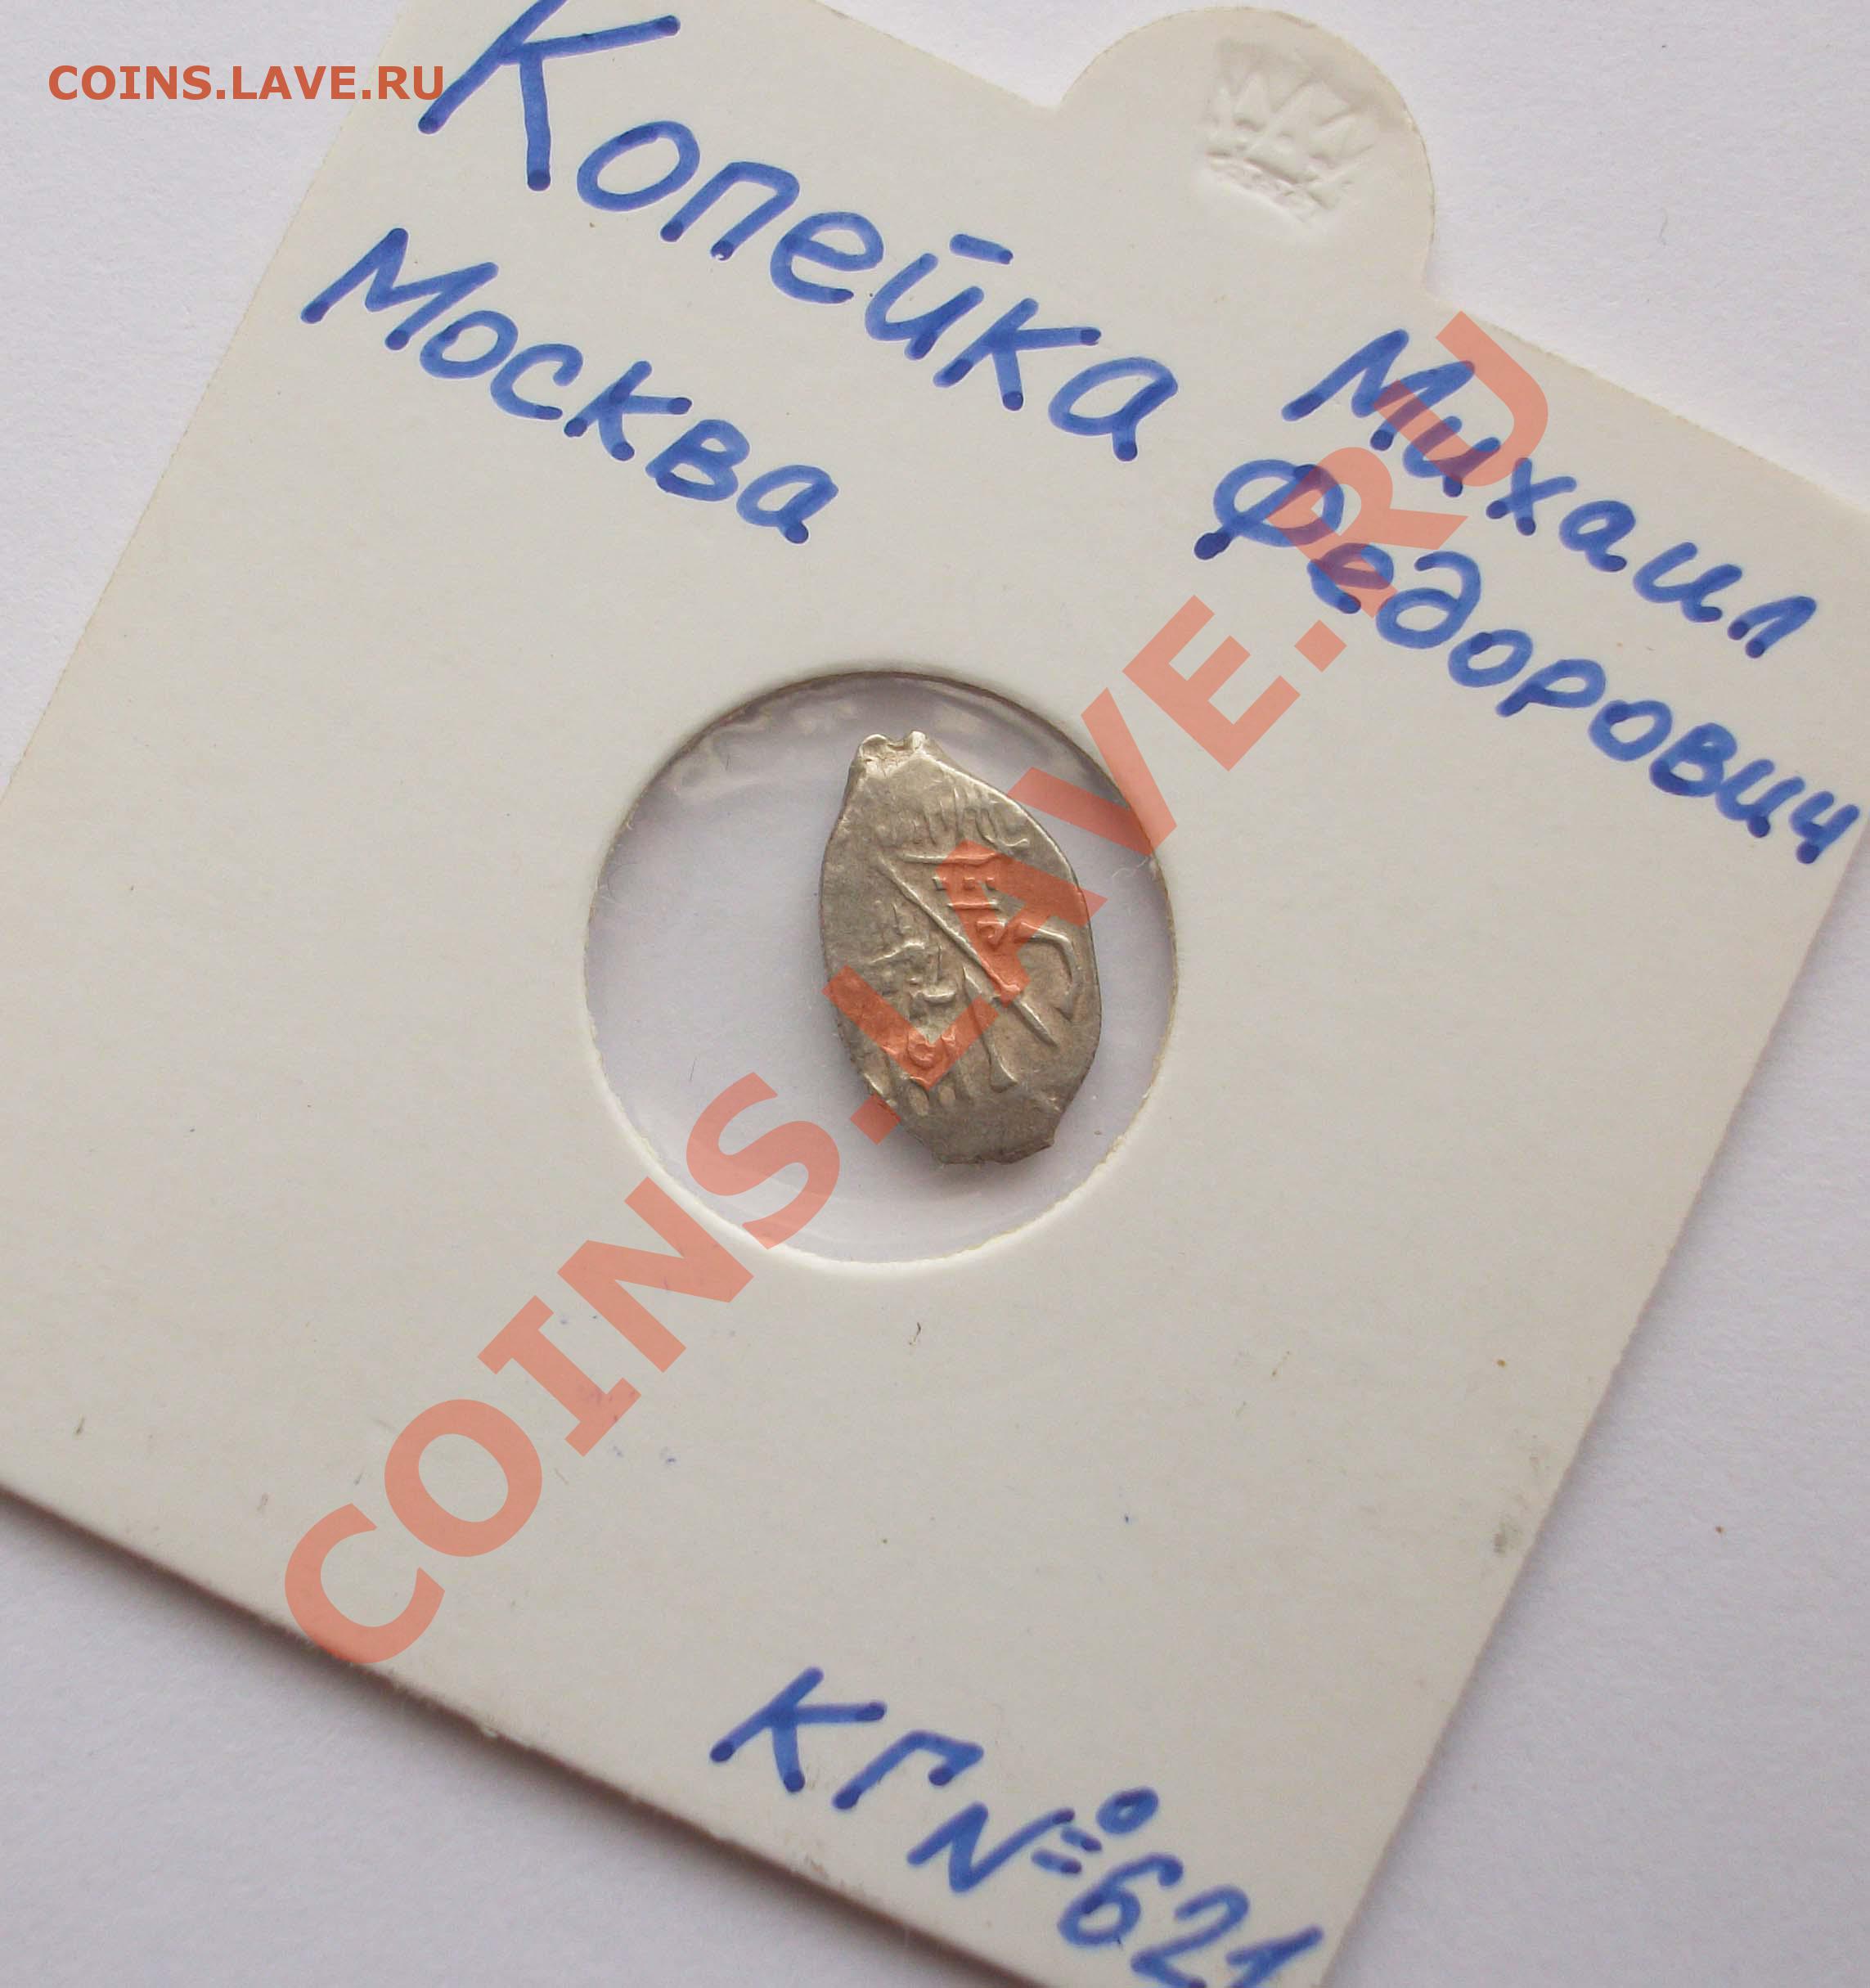 COINS.LAVE.RU
Копейка
Москва
Михаил
Федорович
COINS.LAVE.RU
КГ №621